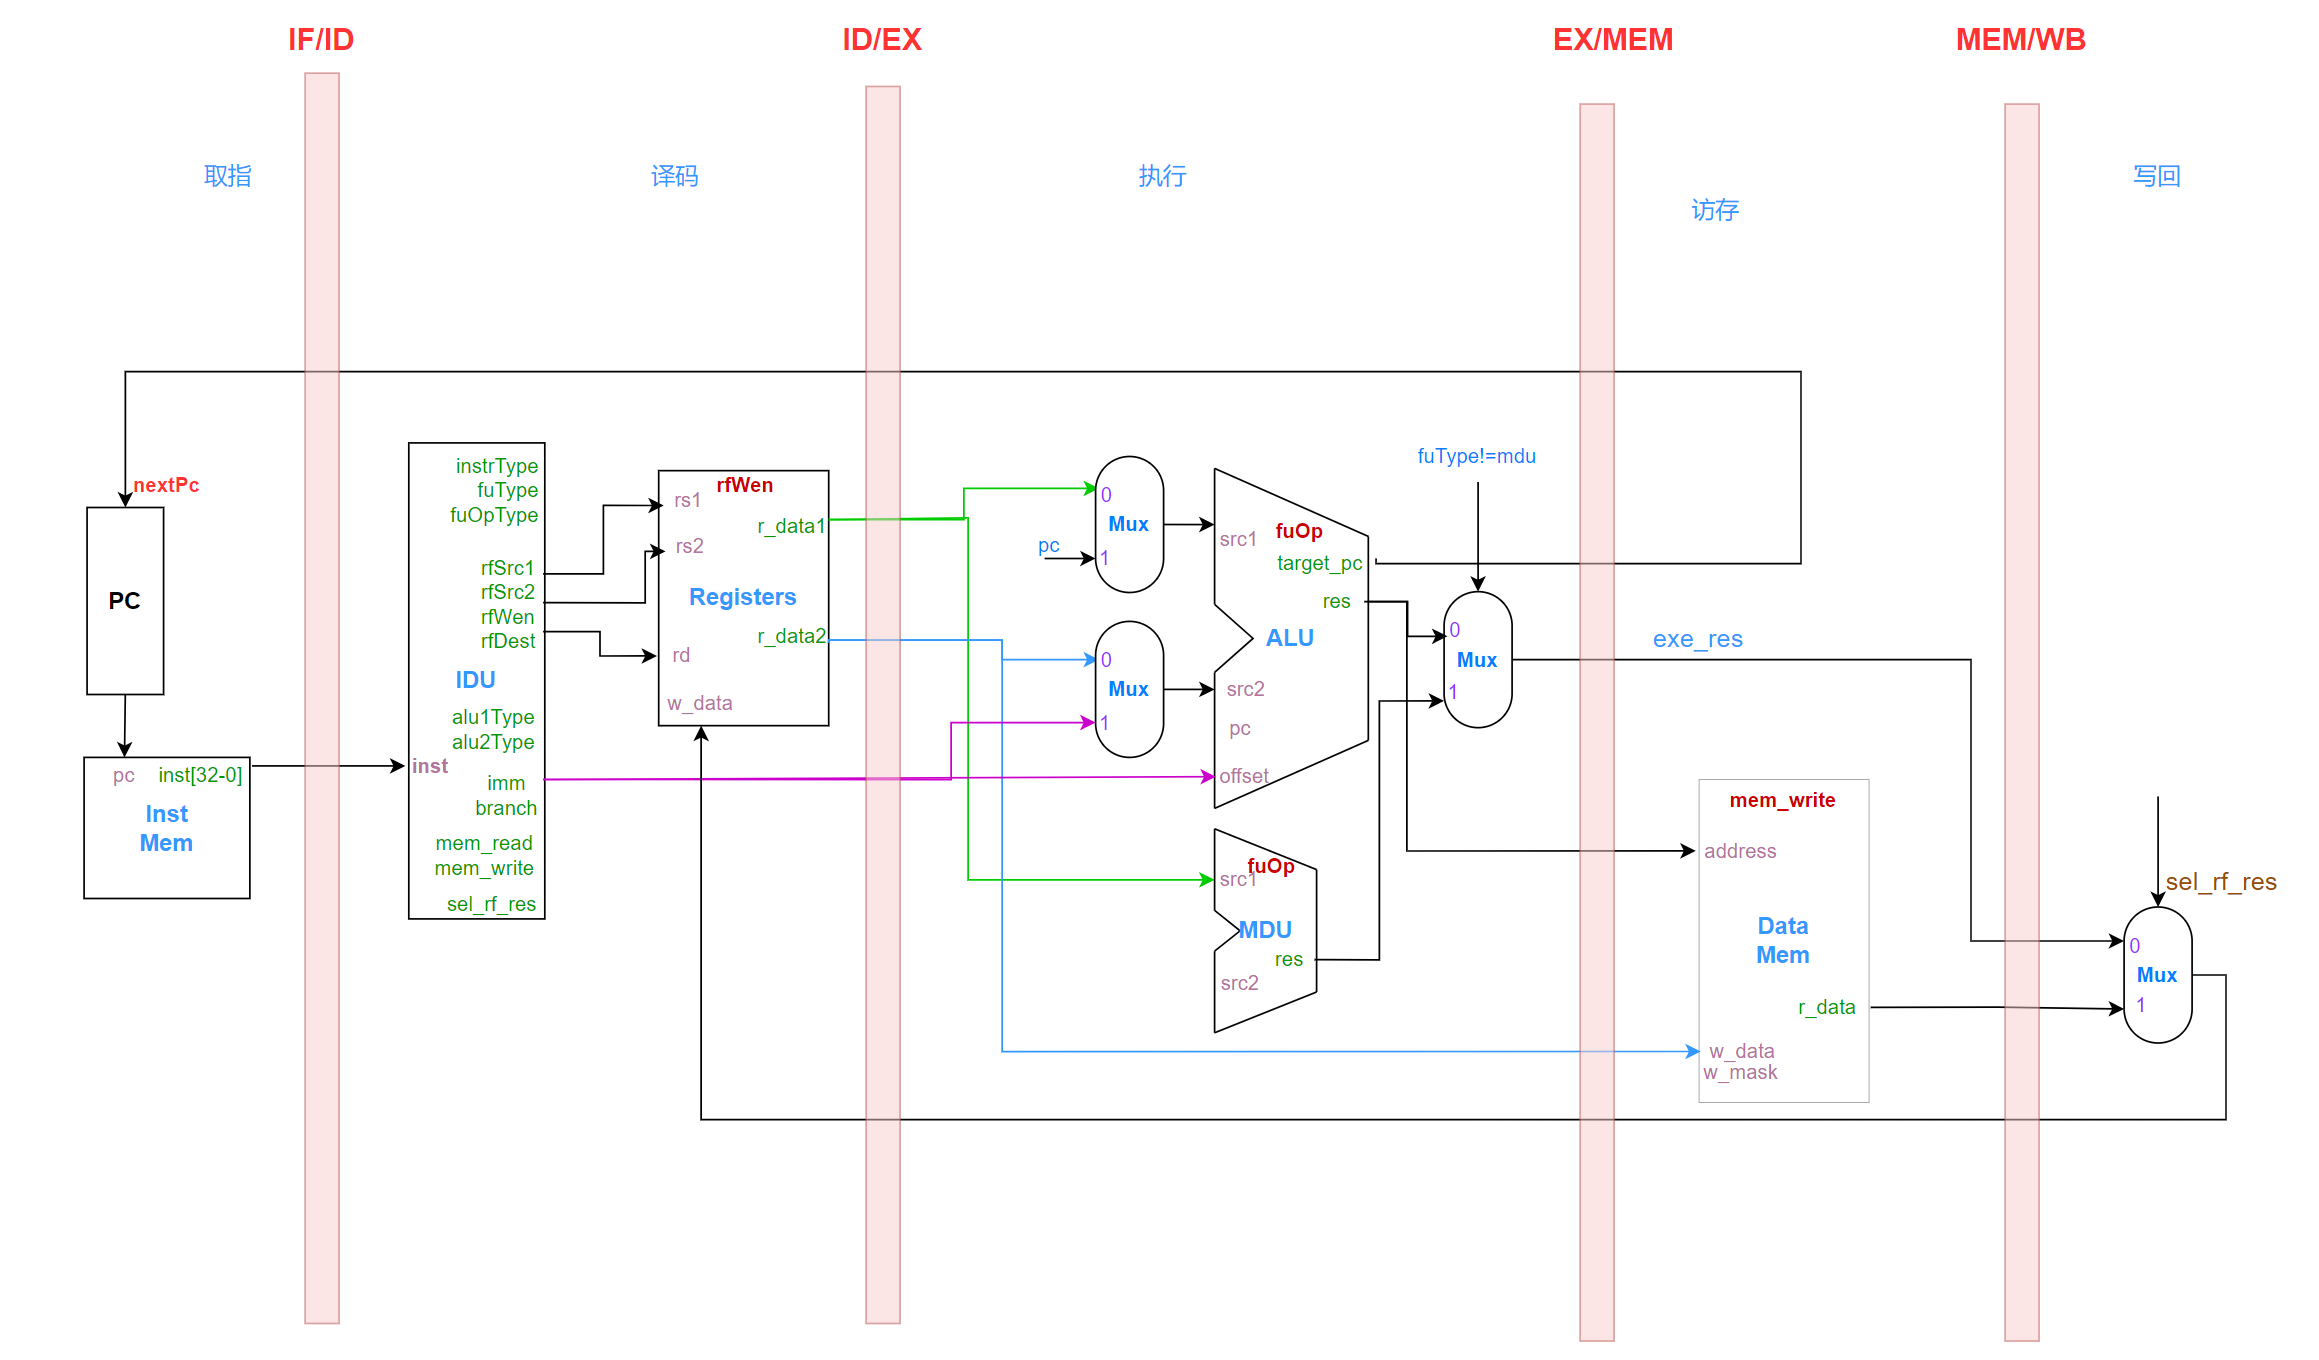 IF/ID
ID/EX
EX/MEM
MEM/WB
取指
译码
执行
访存
写回
nextPc
PC
pc inst[32-0]
Inst
Mem
instrType
fuType
fuOpType
rfSrc1
rfSrc2
rfWen
rfDest
IDU
alu1Type
alu2Type
inst
imm
branch
mem_read
mem_write
sel_rf_res
rfWen
rs1
r_data1
rs2
Registers
r_data2
rd
w_data
0
Mux
pc
1
0
Mux
1
src1
fuOp
target_pc
res
ALU
src2
pc
offset
fuOp
src1
MDU
res
src2
fuType!=mdu
0
Mux
1
exe_res
mem_write
address
Data
Mem
r_data
w_data
w_mask
sel_rf_res
0
Mux
1